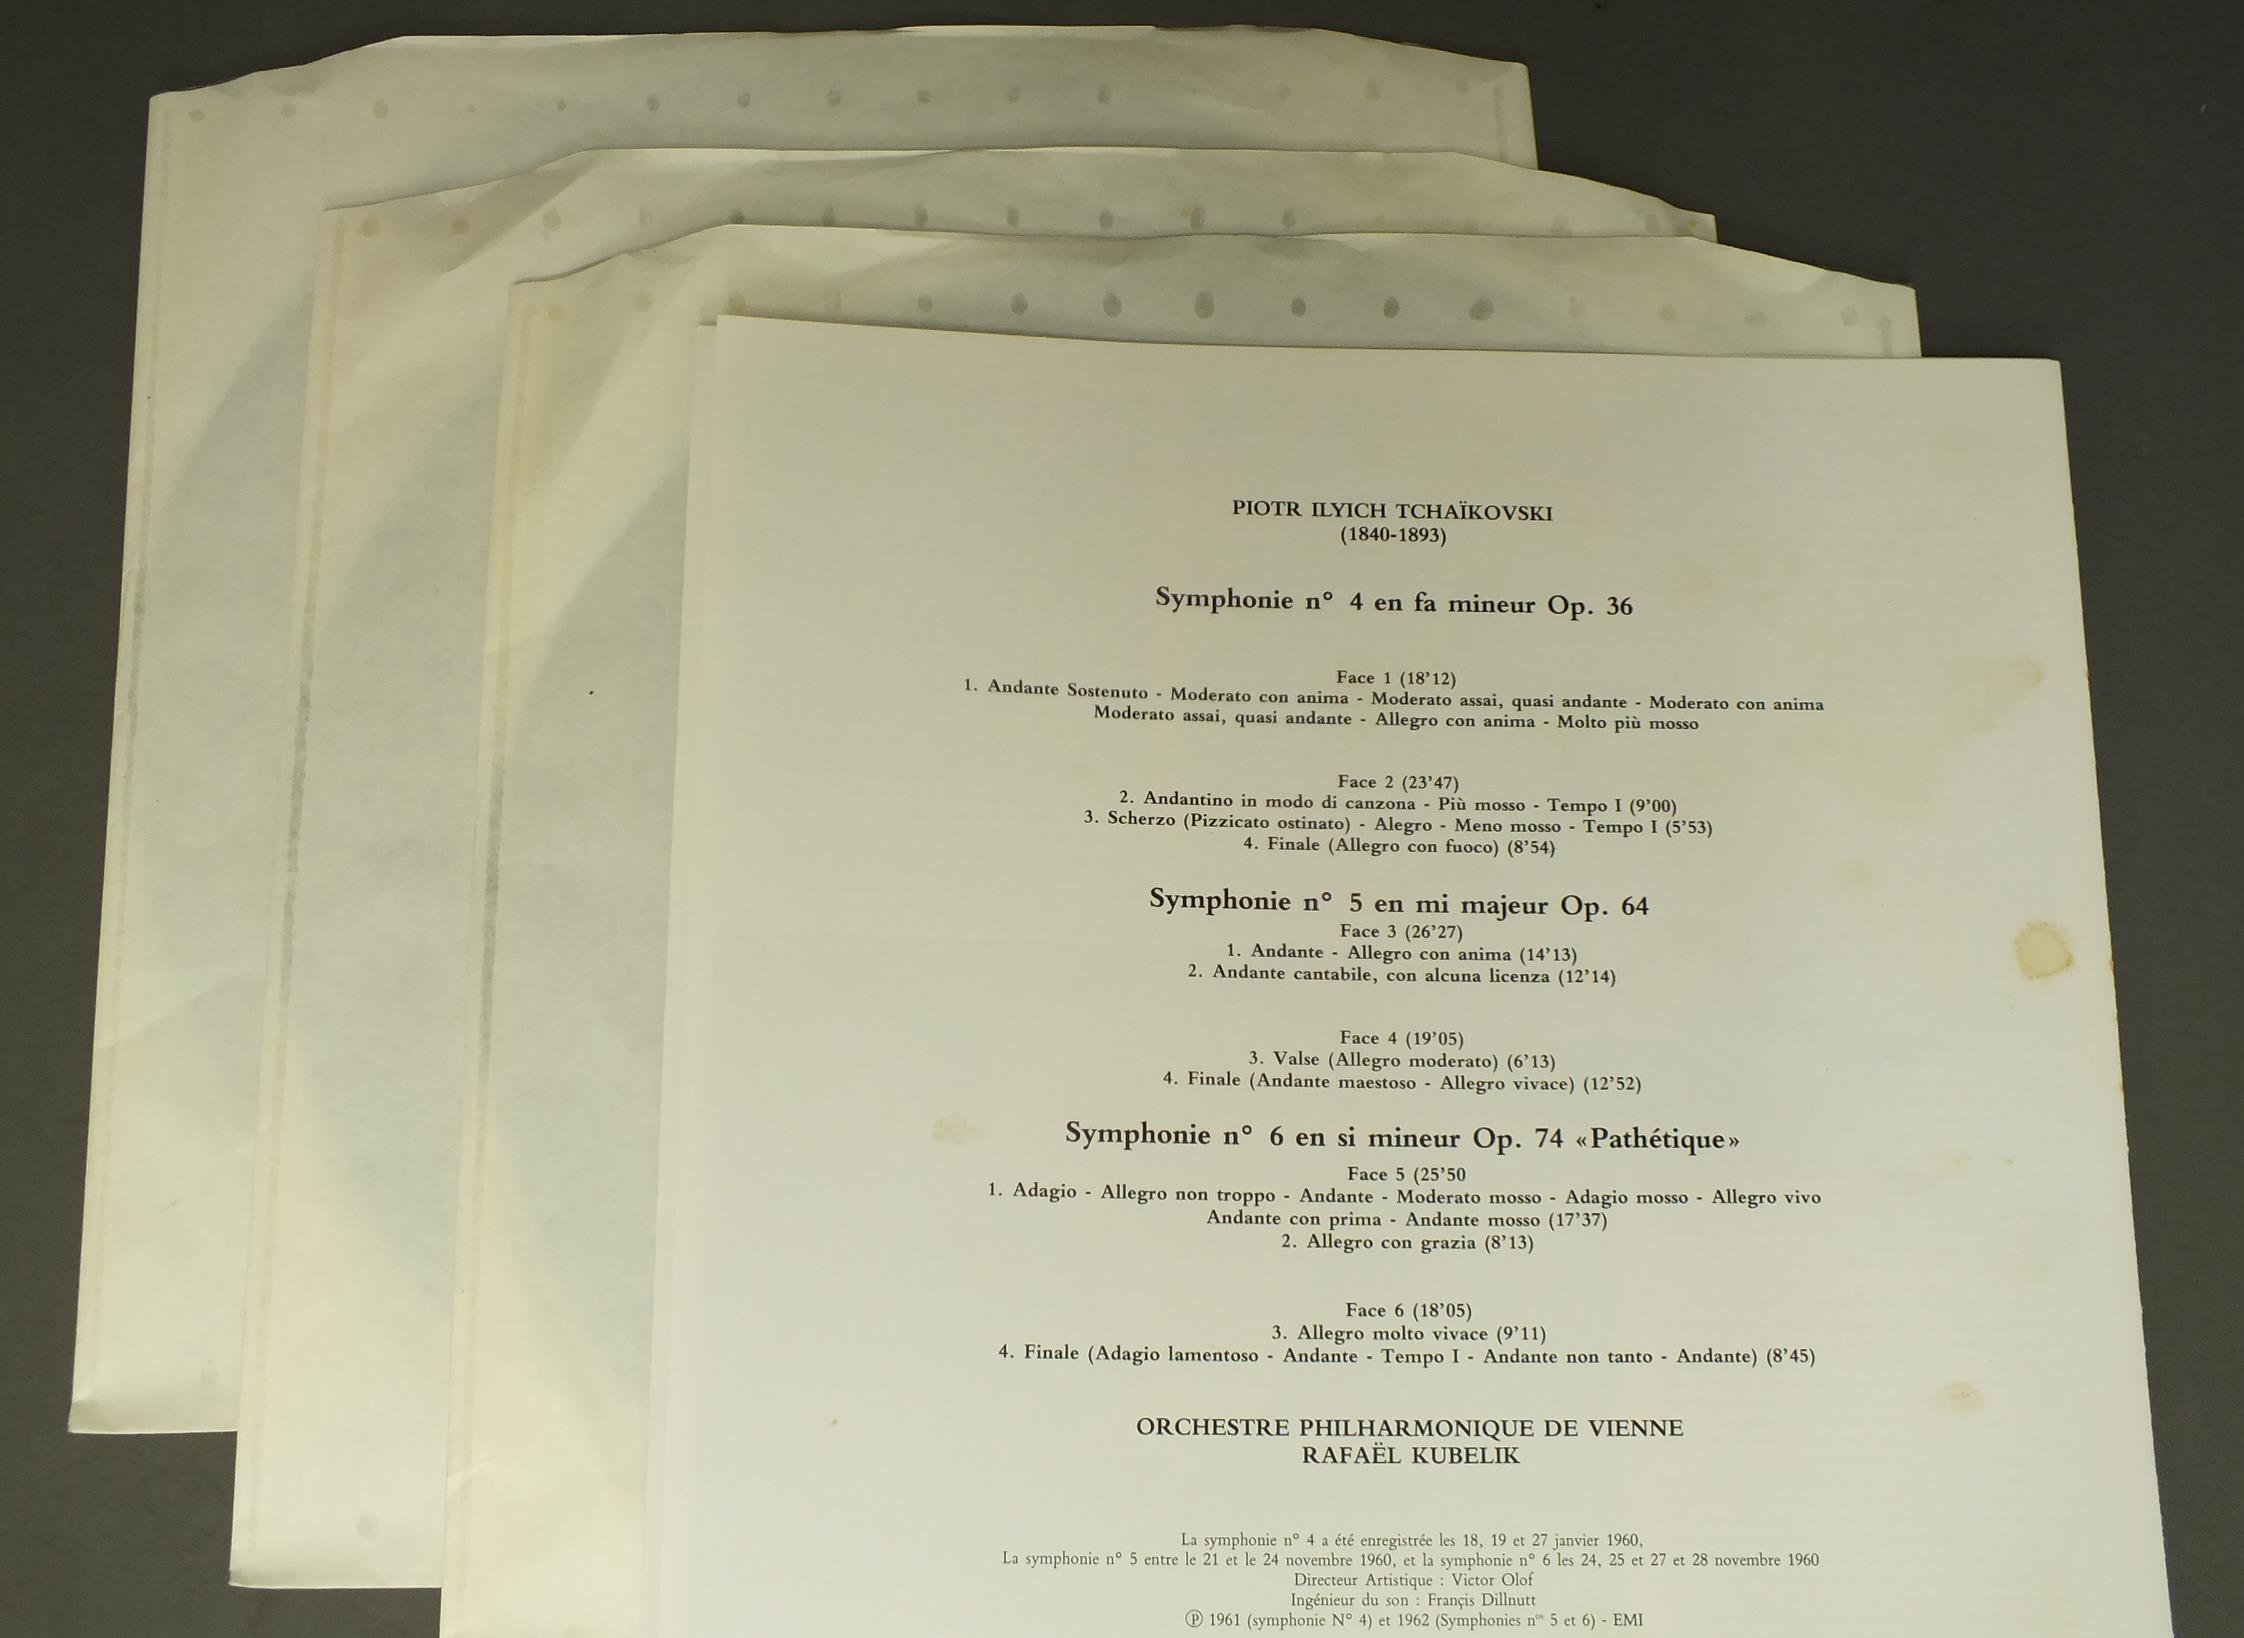 PIOTR ILYICH TCHAÏKOVSKI
(1840-1893)
Symphonie n° 4 en fa mineur Op. 36
Face 1 (18'12)
1. Andante Sostenuto - Moderato con anima - Moderato assai, quasi andante - Moderato con anima
Moderato assai, quasi andante - Allegro con anima - Molto più mosso
Face 2 (23'47)
2. Andantino in modo di canzona - Più mosso - Tempo I (9'00)
3. Scherzo (Pizzicato ostinato) - Alegro - Meno mosso - Tempo I (5'53)
4. Finale (Allegro con fuoco) (8'54)
Symphonie n° 5 en mi majeur Op. 64
Face 3 (26'27)
1. Andante - Allegro con anima (14'13)
2. Andante cantabile, con alcuna licenza (12'14)
Face 4 (19'05)
3. Valse (Allegro moderato) (6'13)
4. Finale (Andante maestoso - Allegro vivace) (12'52)
Symphonie n° 6 en si mineur Op. 74 «Pathétique»
Face 5 (25'50
1. Adagio - Allegro non troppo - Andante - Moderato mosso - Adagio mosso - Allegro vivo
Andante con prima - Andante mosso (17'37)
2. Allegro con grazia (8'13)
Face 6 (18'05)
3. Allegro molto vivace (9'11)
4. Finale (Adagio lamentoso - Andante - Tempo I - Andante non tanto - Andante) (8'45)
ORCHESTRE PHILHARMONIQUE DE VIENNE
RAFAËL KUBELIK
La symphonie n° 4 a été enregistrée les 18, 19 et 27 janvier 1960,
La symphonie n° 5 entre le 21 et le 24 novembre 1960, et la symphonie n° 6 les 24, 25 et 27 et 28 novembre 1960
Directeur Artistique : Victor Olof
Ingénieur du son : Françis Dillnutt
Ⓟ 1961 (symphonie N° 4) et 1962 (Symphonies nos 5 et 6) - EMI